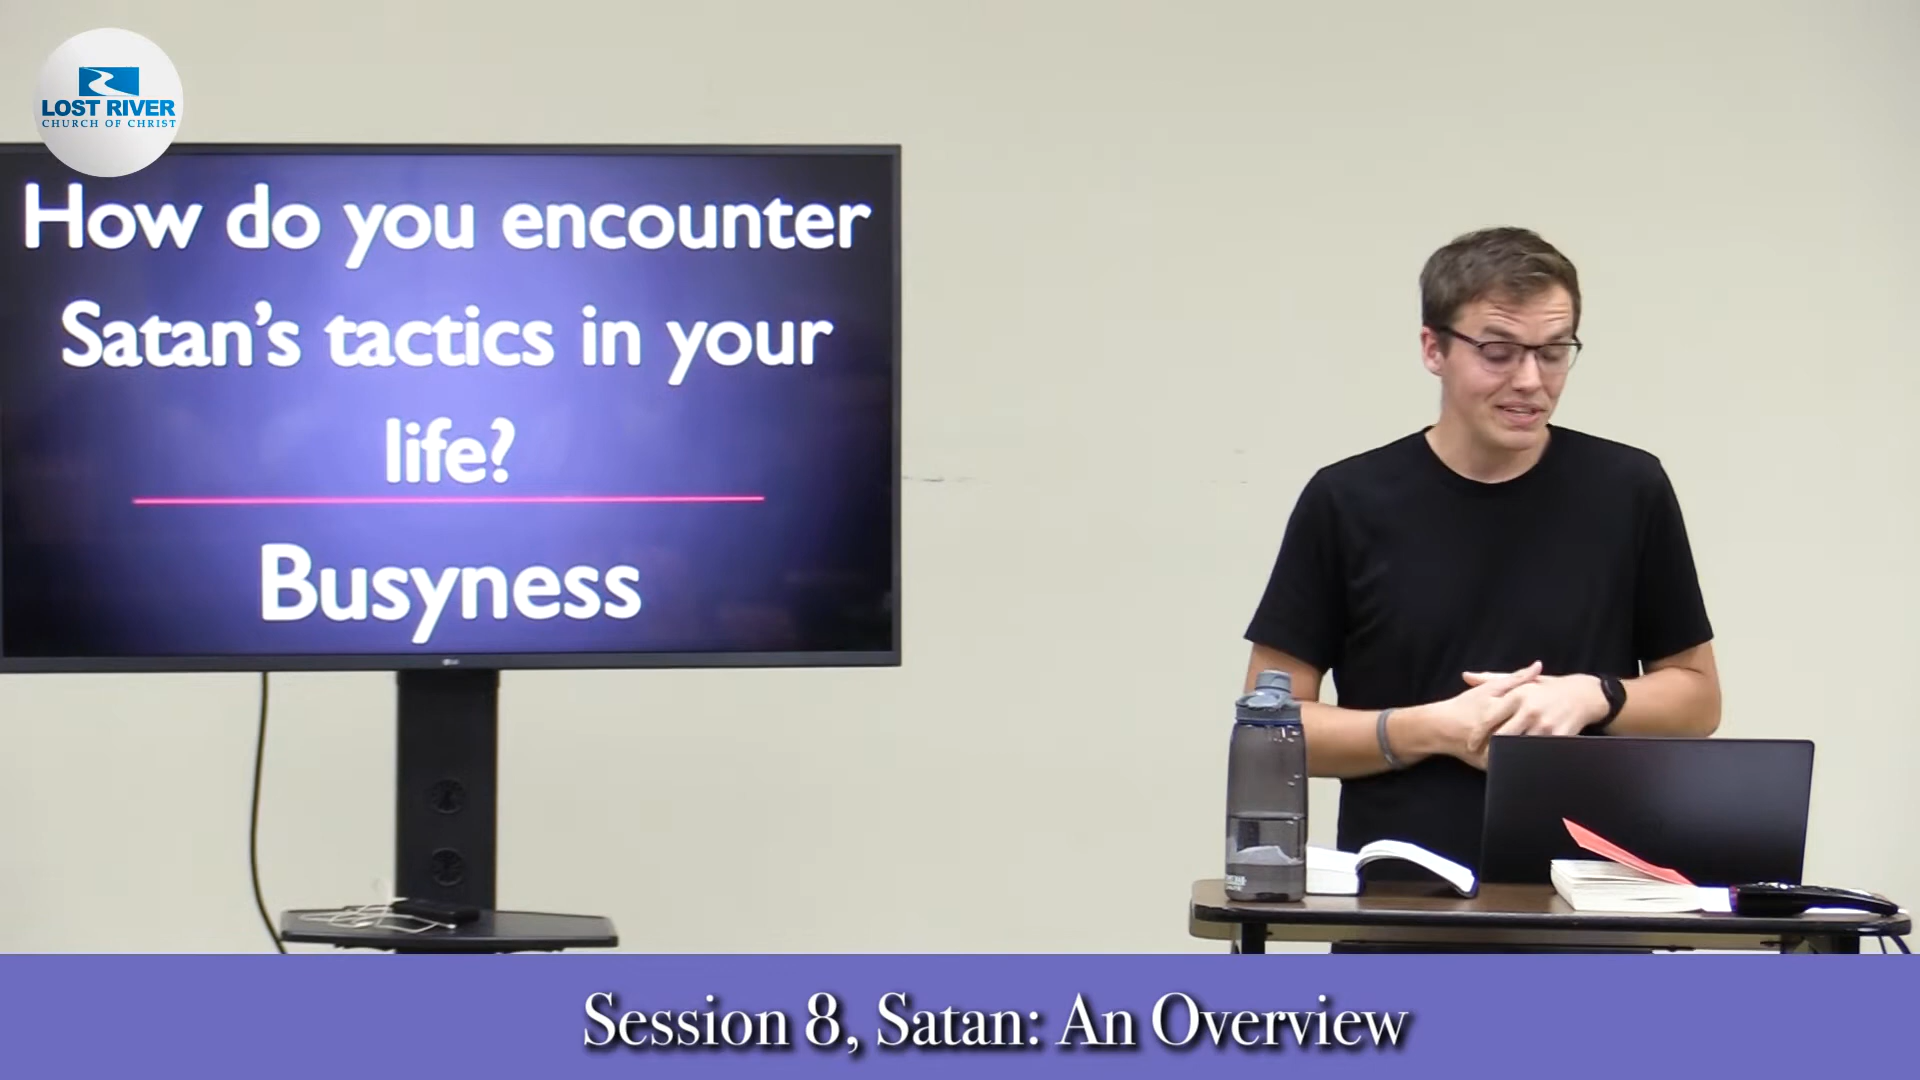 LOST RIVER
CHURCH OF CHRIST
How do you encounter
Satan's tactics in your
life?
Busyness
LG
Session 8, Satan: An Overview